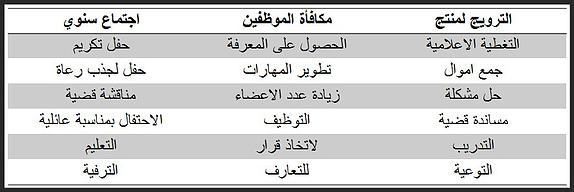 الترويج لمنتج مكافأة الموظفين اجتماع سنوي
التغطية الاعلامية الحصول على المعرفة حفل تكريم
جمع اموال تطوير المهارات حفل لجذب رعاة
حل مشكلة زيادة عدد الاعضاء مناقشة قضية
مساندة قضية التوظيف الاحتفال بمناسبة عائلية
التدريب لاتخاذ قرار التعليم
التوعية للتعارف الترفية